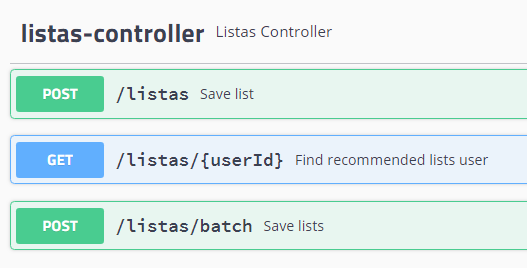 listas-controller Listas Controller
POST /listas Save list
GET /listas/{userId} Find recommended lists user
POST /listas/batch Save lists